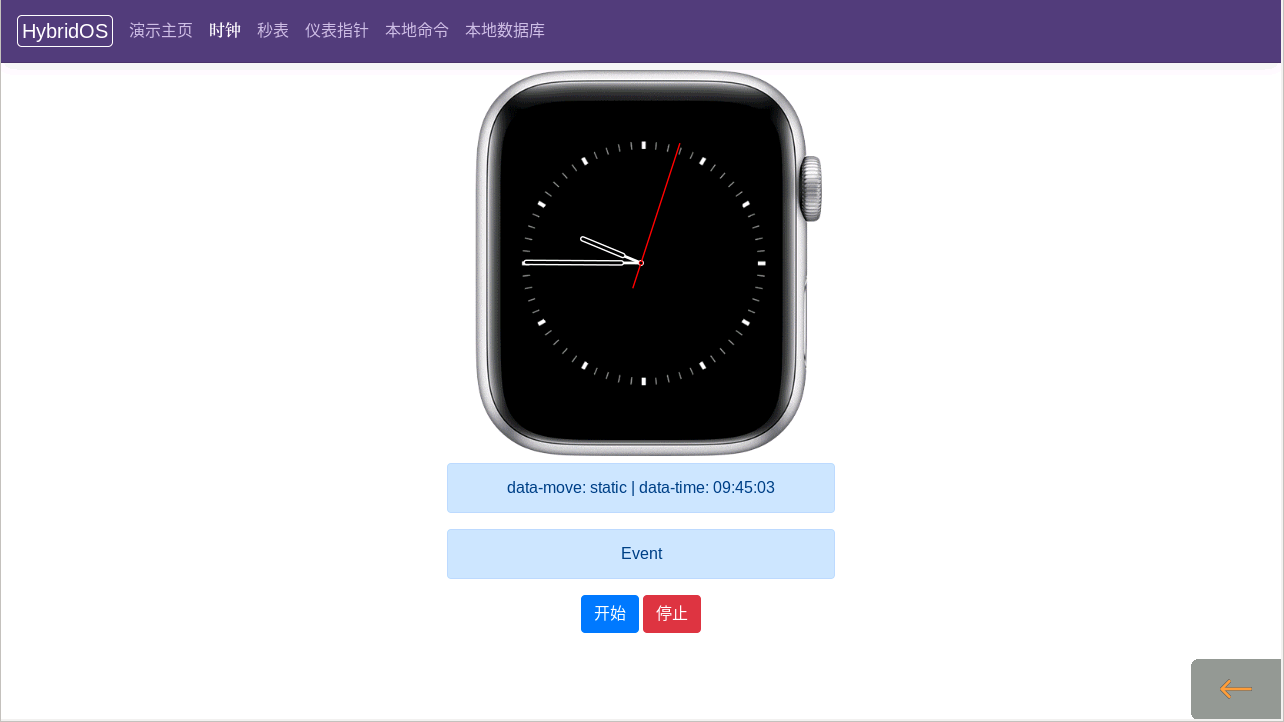 HybridOS 演示主页 时钟 秒表 仪表指针 本地命令 本地数据库
data-move: static | data-time: 09:45:03
Event
开始 停止